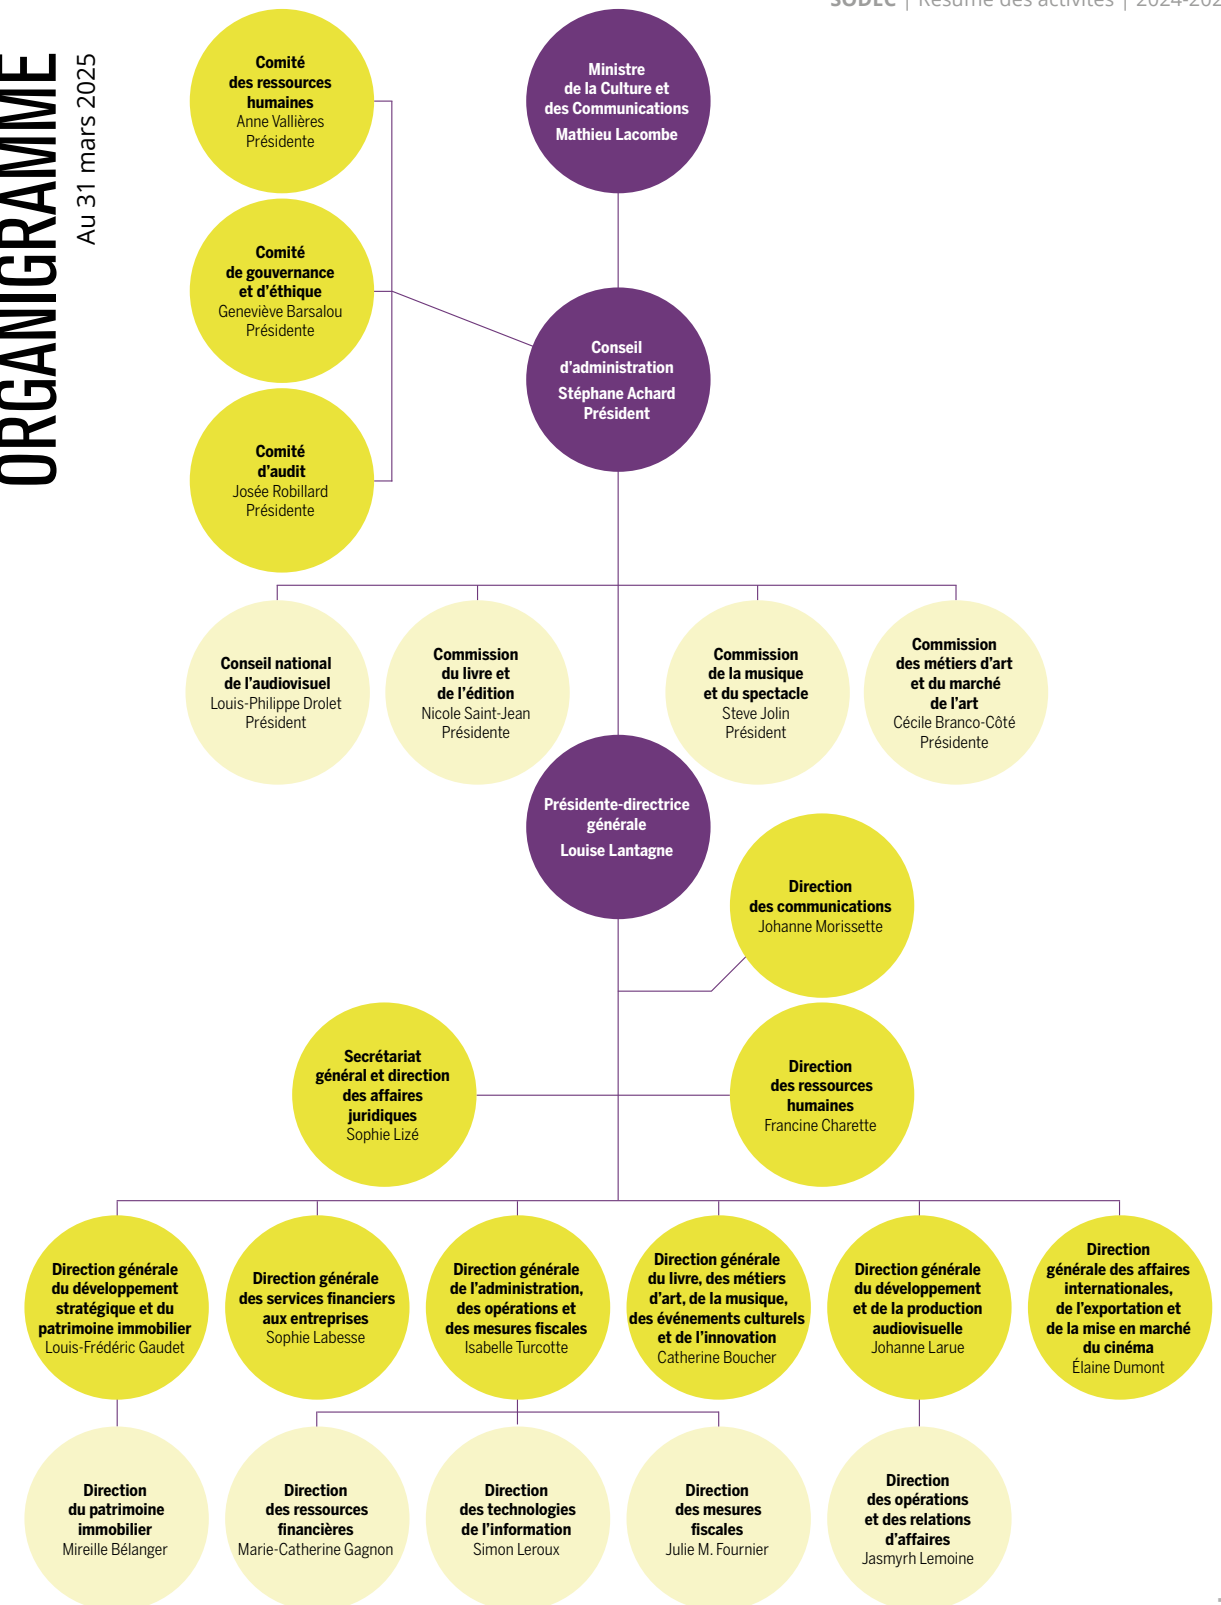 SODEC | Résumé des activités |
ORGANIGRAMME
Au 31 mars 2025
Comité
des ressources
humaines
Anne Vallières
Présidente
Ministre
de la Culture et
des Communications
Mathieu Lacombe
Comité
de gouvernance
et d'éthique
Geneviève Barsalou
Présidente
Conseil
d'administration
Stéphane Achard
Président
Comité
d'audit
Josée Robillard
Présidente
Conseil national
de l'audiovisuel
Louis-Philippe Drolet
Président
Commission
du livre et
de l'édition
Nicole Saint-Jean
Présidente
Commission
de la musique
et du spectacle
Steve Jolin
Président
Commission
des métiers d'art
et du marché
de l'art
Cécile Branco-Côté
Présidente
Présidente-directrice
générale
Louise Lantagne
Direction
des communications
Johanne Morissette
Secrétariat
général et direction
des affaires
juridiques
Sophie Lizé
Direction
des ressources
humaines
Francine Charette
Direction générale
du développement
stratégique et du
patrimoine immobilier
Louis-Frédéric Gaudet
Direction générale
des services financiers
aux entreprises
Sophie Labesse
Direction générale
de l'administration,
des opérations et
des mesures fiscales
Isabelle Turcotte
Direction générale
du livre, des métiers
d'art, de la musique,
des événements culturels
et de l'innovation
Catherine Boucher
Direction générale
du développement
et de la production
audiovisuelle
Johanne Larue
Direction
générale des affaires
internationales,
de l'exportation et
de la mise en marché
du cinéma
Élaine Dumont
Direction
du patrimoine
immobilier
Mireille Bélanger
Direction
des ressources
financières
Marie-Catherine Gagnon
Direction
des technologies
de l'information
Simon Leroux
Direction
des mesures
fiscales
Julie M. Fournier
Direction
des opérations
et des relations
d'affaires
Jasmyrh Lemoine